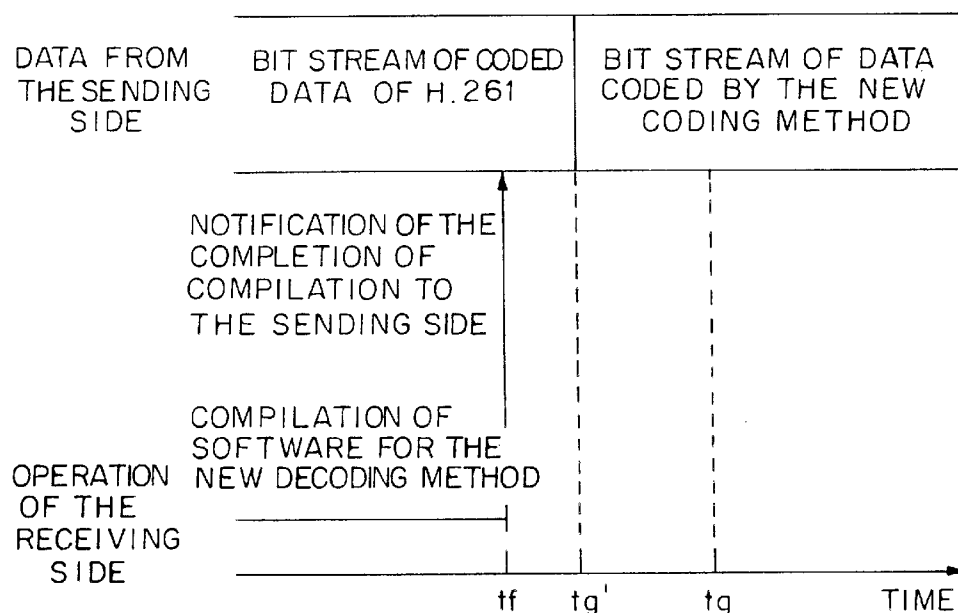 DATA FROM
THE SENDING
SIDE
BIT STREAM OF CODED
DATA OF H.261
BIT STREAM OF DATA
CODED BY THE NEW
CODING METHOD
NOTIFICATION OF THE
COMPLETION OF
COMPILATION TO
THE SENDING SIDE
COMPILATION OF
SOFTWARE FOR THE
NEW DECODING METHOD
OPERATION
OF THE
RECEIVING
SIDE
tf tg' tg TIME